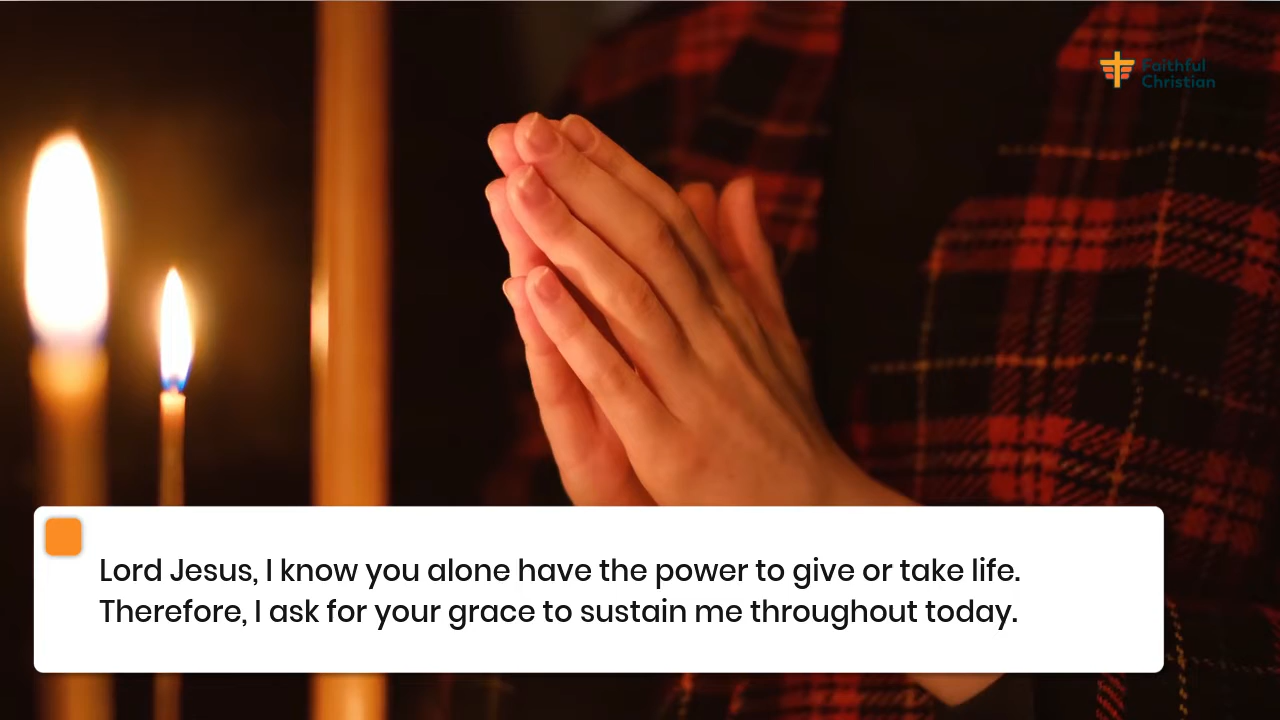 Faithful
Christian
Lord Jesus, I know you alone have the power to give or take life.
Therefore, I ask for your grace to sustain me throughout today.